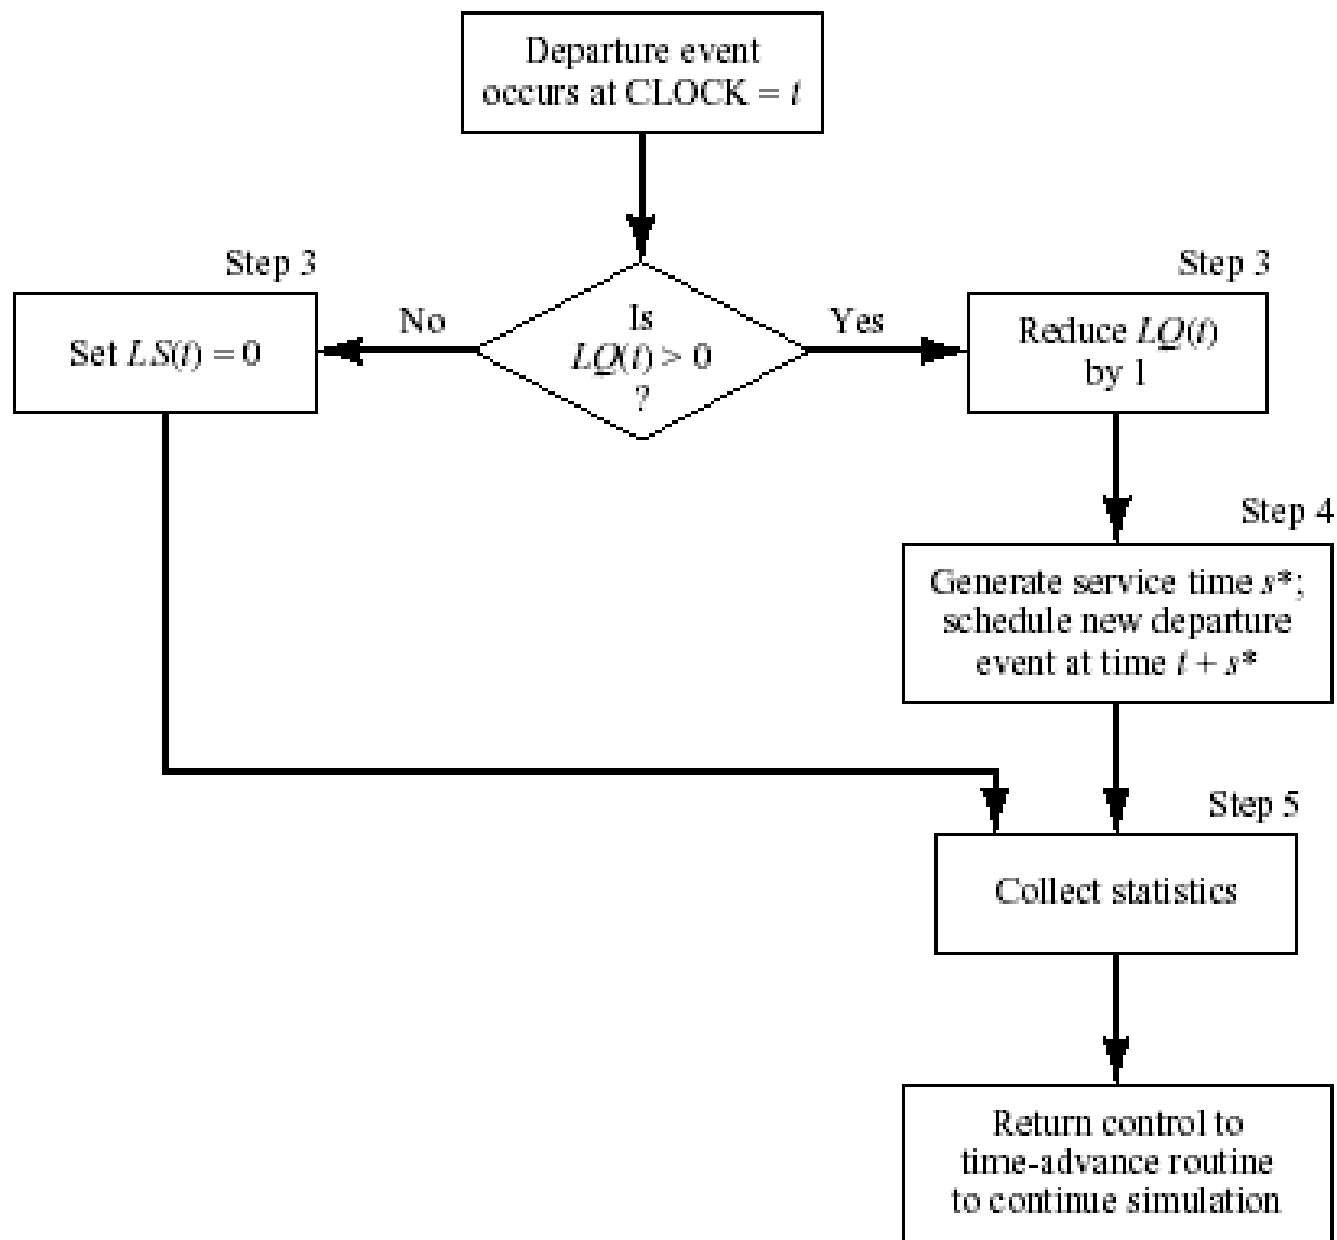 Departure event
occurs at CLOCK = t
Step 3
Set LS(t) = 0
No
Is
LQ(t) > 0
?
Yes
Step 3
Reduce LQ(t)
by 1
Step 4
Generate service time s*;
schedule new departure
event at time t + s*
Step 5
Collect statistics
Return control to
time-advance routine
to continue simulation